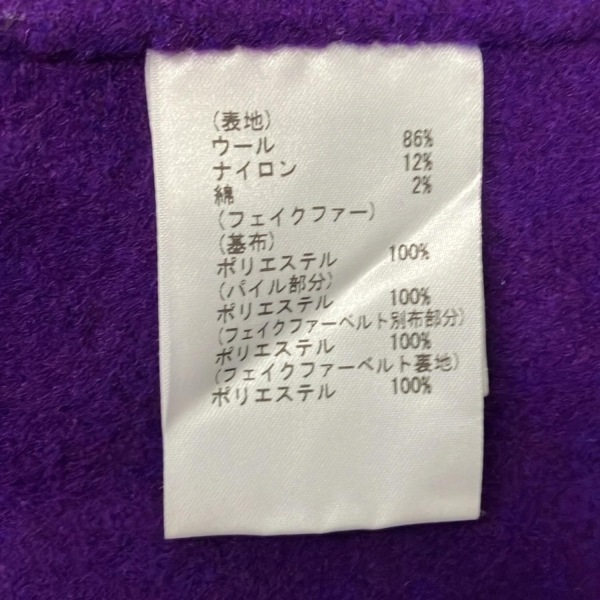 (表地)
ウール 86%
ナイロン 12%
綿 2%
(フェイクファー)
(基布)
ポリエステル 100%
(パイル部分)
ポリエステル 100%
(フェイクファーベルト別布部分)
ポリエステル 100%
(フェイクファーベルト裏地)
ポリエステル 100%